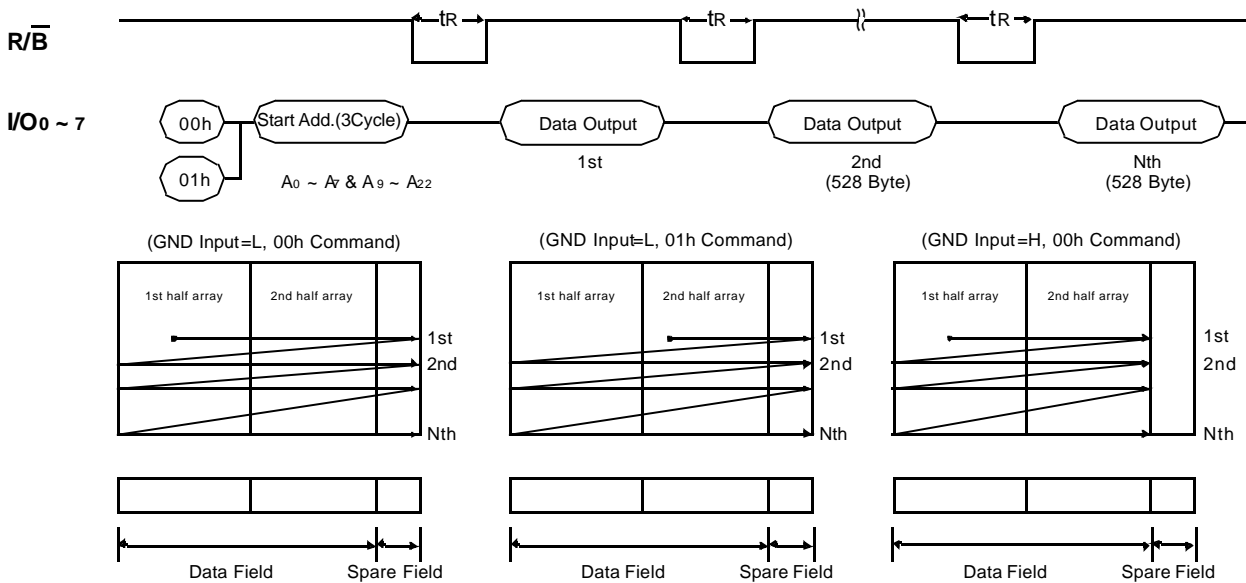 tR tR tR
R/B
I/O0 ~ 7 00h Start Add.(3Cycle) Data Output Data Output Data Output
1st 2nd Nth
01h A0 ~ A7 & A9 ~ A22 (528 Byte) (528 Byte)
(GND Input=L, 00h Command) (GND Input=L, 01h Command) (GND Input=H, 00h Command)
1st half array 2nd half array 1st half array 2nd half array 1st half array 2nd half array
1st 1st 1st
2nd 2nd 2nd
Nth Nth Nth
Data Field Spare Field Data Field Spare Field Data Field Spare Field